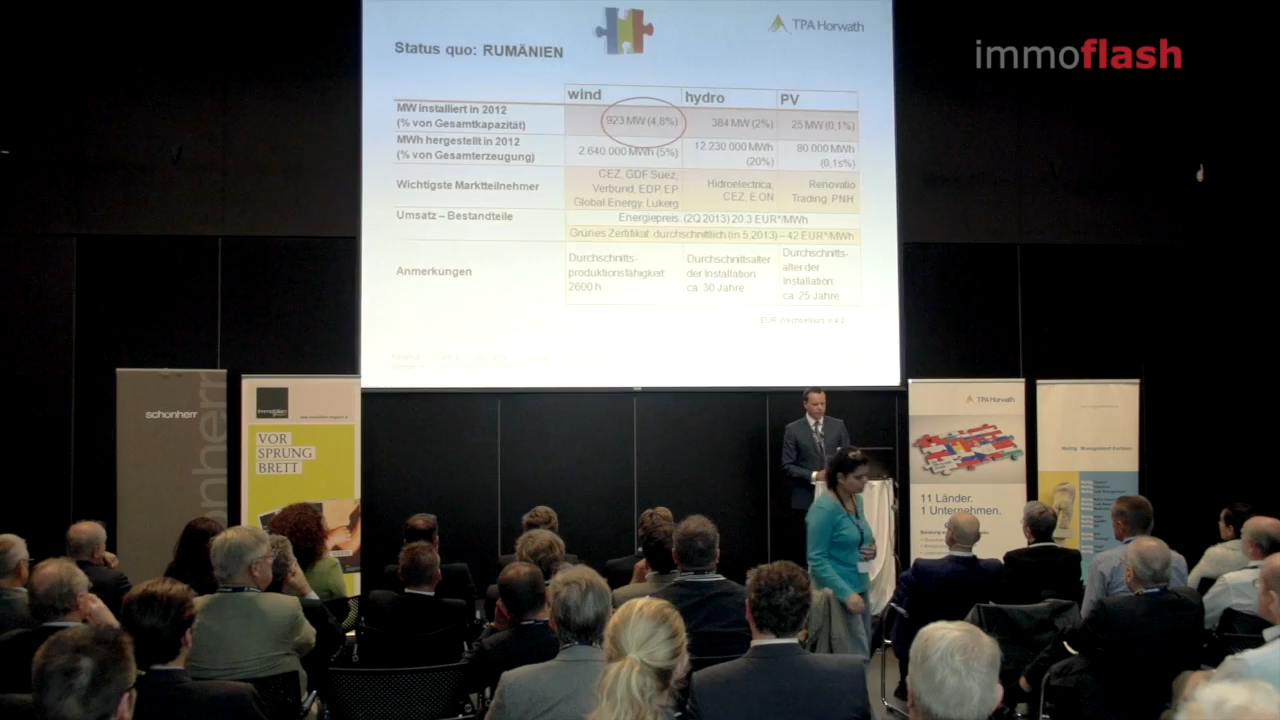 TPA Horwath
Status quo: RUMÄNIEN
immoflash
wind hydro PV
MW installiert in 2012
(% von Gesamtkapazität)
923 MW (4,8%) 384 MW (2%) 25 MW (0,1%)
MWh hergestellt in 2012
(% von Gesamterzeugung)
2.640.000 MWh (5%)
12.230.000 MWh
(20%)
80 000 MWh
Wichtigste Marktteilnehmer
CEZ, GDF Suez,
Verbund, EDP, EP
Global Energy, Lukerg
Hidroelectrica,
CEZ, E.ON
Renovatio
Trading, PNH
Umsatz – Bestandteile
Energiepreis: (2Q 2013) 20.3 EUR*/MWh
Grünes Zertifikat: durchschnittlich (in 5.2013) – 42 EUR*/MWh
Anmerkungen
Durchschnitts-
produktionsfähigkeit
2600 h
Durchschnittsalter
der Installation
ca. 30 Jahre
Durchschnitts-
alter der
Installation
ca. 25 Jahre
schonherr
immobilien
VOR
SPRUNG
BRETT
TPA Horwath
11 Länder.
1 Unternehmen.